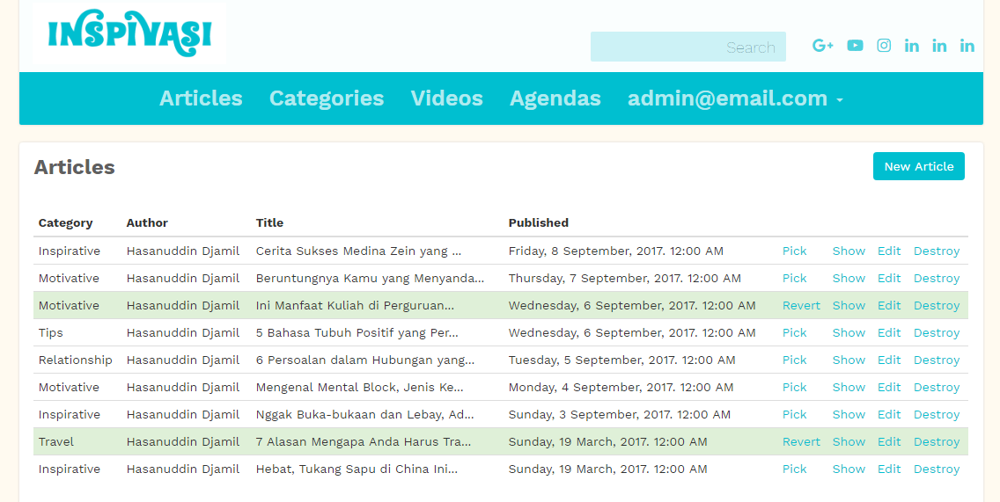 INSPIVASI
Search
G+ in in in
Articles Categories Videos Agendas admin@email.com
Articles New Article
Category Author Title Published
Inspirative Hasanuddin Djamil Cerita Sukses Medina Zein yang ... Friday, 8 September, 2017. 12:00 AM Pick Show Edit Destroy
Motivative Hasanuddin Djamil Beruntungnya Kamu yang Menyanda... Thursday, 7 September, 2017. 12:00 AM Pick Show Edit Destroy
Motivative Hasanuddin Djamil Ini Manfaat Kuliah di Perguruan... Wednesday, 6 September, 2017. 12:00 AM Revert Show Edit Destroy
Tips Hasanuddin Djamil 5 Bahasa Tubuh Positif yang Per... Wednesday, 6 September, 2017. 12:00 AM Pick Show Edit Destroy
Relationship Hasanuddin Djamil 6 Persoalan dalam Hubungan yang... Tuesday, 5 September, 2017. 12:00 AM Pick Show Edit Destroy
Motivative Hasanuddin Djamil Mengenal Mental Block, Jenis Ke... Monday, 4 September, 2017. 12:00 AM Pick Show Edit Destroy
Inspirative Hasanuddin Djamil Nggak Buka-bukaan dan Lebay, Ad... Sunday, 3 September, 2017. 12:00 AM Pick Show Edit Destroy
Travel Hasanuddin Djamil 7 Alasan Mengapa Anda Harus Tra... Sunday, 19 March, 2017. 12:00 AM Revert Show Edit Destroy
Inspirative Hasanuddin Djamil Hebat, Tukang Sapu di China Ini... Sunday, 19 March, 2017. 12:00 AM Pick Show Edit Destroy